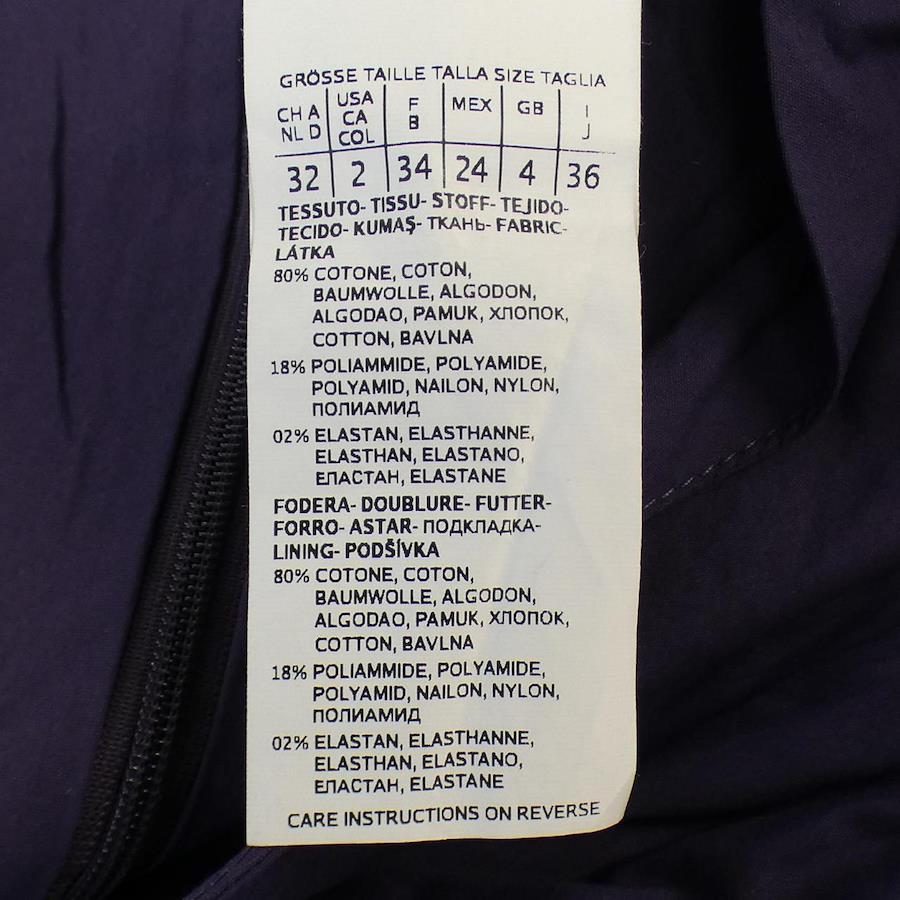 GRÖSSE TAILLE TALLA SIZE TAGLIA
CH A NL D USA CA COL F B MEX GB I J
32 2 34 24 4 36
TESSUTO- TISSU- STOFF- TEJIDO-
TECIDO- KUMAŞ- ТКАНЬ- FABRIC-
LÁTKA
80% COTONE, COTON,
BAUMWOLLE, ALGODON,
ALGODAO, PAMUK, ХЛОПОК,
COTTON, BAVLNA
18% POLIAMMIDE, POLYAMIDE,
POLYAMID, NAILON, NYLON,
ПОЛИАМИД
02% ELASTAN, ELASTHANNE,
ELASTHAN, ELASTANO,
ЕЛАСТАН, ELASTANE
FODERA- DOUBLURE- FUTTER-
FORRO- ASTAR- ПОДКЛАДКА-
LINING- PODŠÍVKA
80% COTONE, COTON,
BAUMWOLLE, ALGODON,
ALGODAO, PAMUK, ХЛОПОК,
COTTON, BAVLNA
18% POLIAMMIDE, POLYAMIDE,
POLYAMID, NAILON, NYLON,
ПОЛИАМИД
02% ELASTAN, ELASTHANNE,
ELASTHAN, ELASTANO,
ЕЛАСТАН, ELASTANE
CARE INSTRUCTIONS ON REVERSE